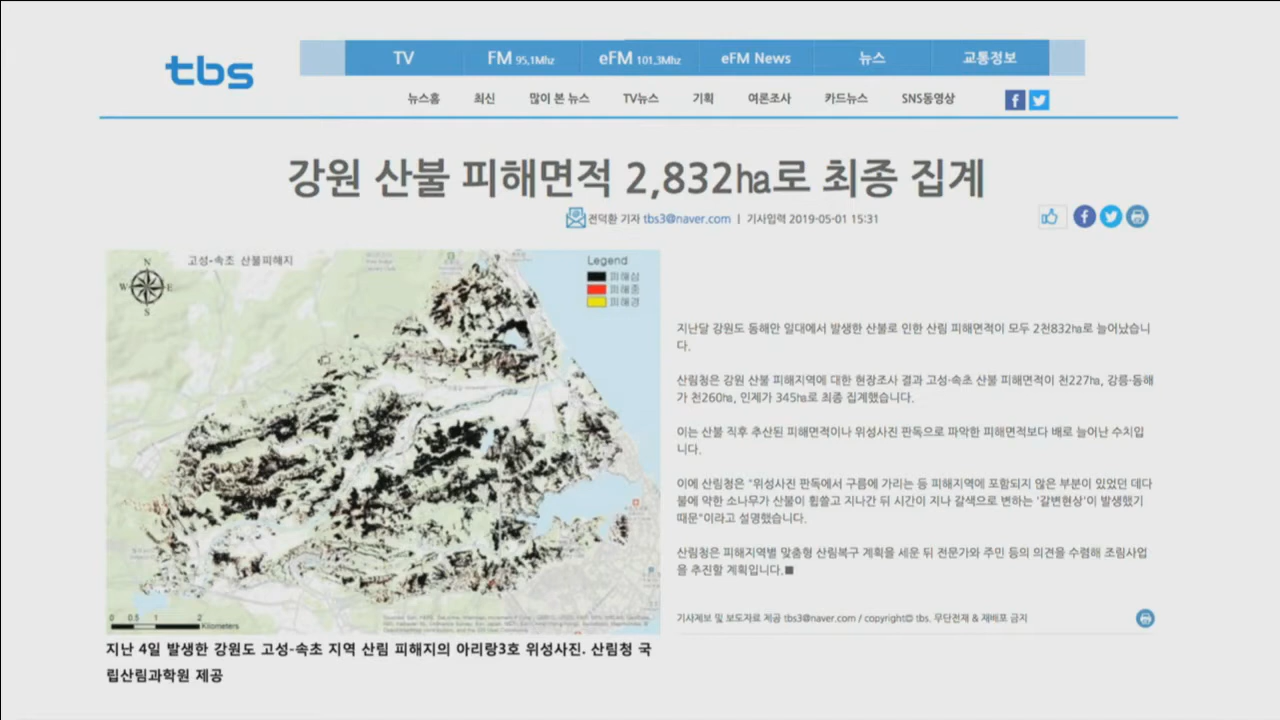 tbs
TV FM 95.1Mhz eFM 101.3Mhz eFM News 뉴스 교통정보
뉴스홈 최신 많이 본 뉴스 TV뉴스 기획 여론조사 카드뉴스 SNS동영상
강원 산불 피해면적 2,832㏊로 최종 집계
전덕환 기자 tbs3@naver.com | 기사입력 2019-05-01 15:31
고성-속초 산불피해지
N
W E
S
Legend
피해심
피해중
피해경
0 0.5 1 2
Kilometers
지난 4일 발생한 강원도 고성-속초 지역 산림 피해지의 아리랑3호 위성사진. 산림청 국
립산림과학원 제공
지난달 강원도 동해안 일대에서 발생한 산불로 인한 산림 피해면적이 모두 2천832㏊로 늘어났습니
다.
산림청은 강원 산불 피해지역에 대한 현장조사 결과 고성·속초 산불 피해면적이 천227㏊, 강릉·동해
가 천260㏊, 인제가 345㏊로 최종 집계했습니다.
이는 산불 직후 추산된 피해면적이나 위성사진 판독으로 파악한 피해면적보다 배로 늘어난 수치입
니다.
이에 산림청은 "위성사진 판독에서 구름에 가리는 등 피해지역에 포함되지 않은 부분이 있었던 데다
불에 약한 소나무가 산불이 휩쓸고 지나간 뒤 시간이 지나 갈색으로 변하는 '갈변현상'이 발생했기
때문"이라고 설명했습니다.
산림청은 피해지역별 맞춤형 산림복구 계획을 세운 뒤 전문가와 주민 등의 의견을 수렴해 조림사업
을 추진할 계획입니다.■
기사제보 및 보도자료 제공 tbs3@naver.com / copyright© tbs. 무단전재 & 재배포 금지